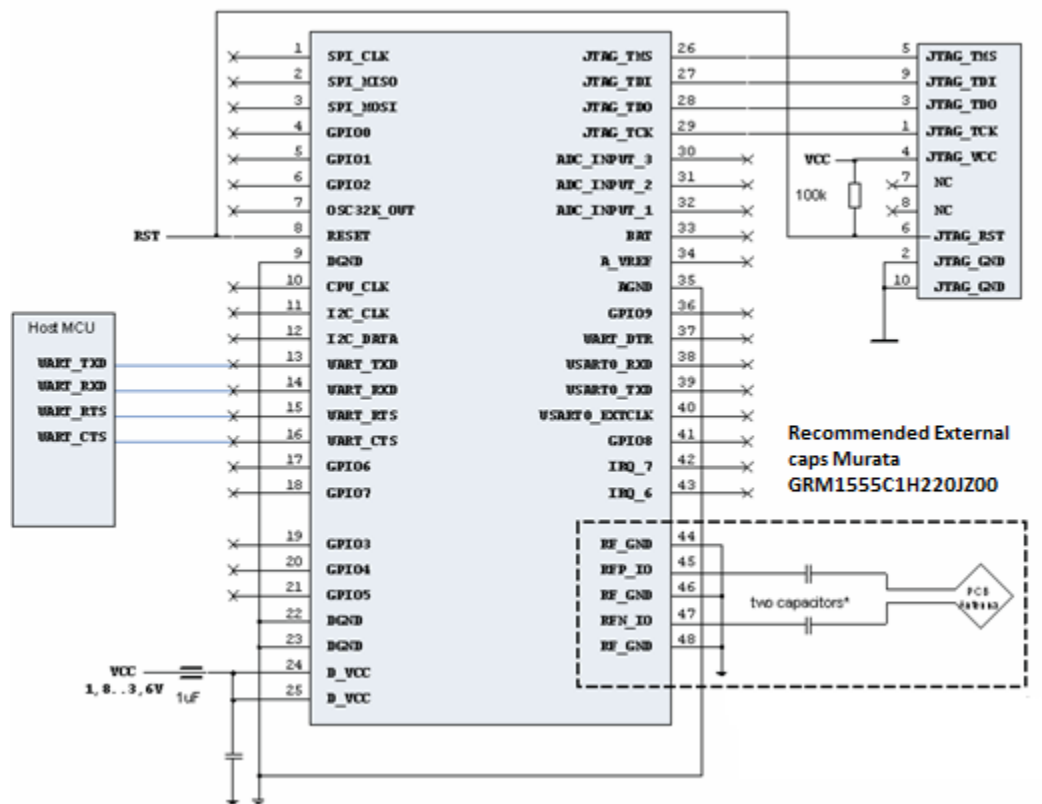 1 SPI_CLK
2 SPI_MISO
3 SPI_MOSI
4 GPIO0
5 GPIO1
6 GPIO2
7 OSC32K_OUT
RST 8 RESET
9 DGND
10 CPU_CLK
11 I2C_CLK
12 I2C_DATA
13 UART_TXD
14 UART_RXD
15 UART_RTS
16 UART_CTS
17 GPIO6
18 GPIO7
19 GPIO3
20 GPIO4
21 GPIO5
22 DGND
23 DGND
24 D_VCC
25 D_VCC
Host MCU
UART_TXD
UART_RXD
UART_RTS
UART_CTS
VCC
1,8..3,6V
1uF
JTAG_TMS 26
JTAG_TDI 27
JTAG_TDO 28
JTAG_TCK 29
ADC_INPUT_3 30
ADC_INPUT_2 31
ADC_INPUT_1 32
BAT 33
A_VREF 34
AGND 35
GPIO9 36
UART_DTR 37
USART0_RXD 38
USART0_TXD 39
USART0_EXTCLK 40
GPIO8 41
IRQ_7 42
IRQ_6 43
RF_GND 44
RFP_IO 45
RF_GND 46
RFN_IO 47
RF_GND 48
5 JTAG_TMS
9 JTAG_TDI
3 JTAG_TDO
1 JTAG_TCK
VCC 4 JTAG_VCC
7 NC
100k
8 NC
6 JTAG_RST
2 JTAG_GND
10 JTAG_GND
Recommended External
caps Murata
GRM1555C1H220JZ00
two capacitors*
PCB
Antenna